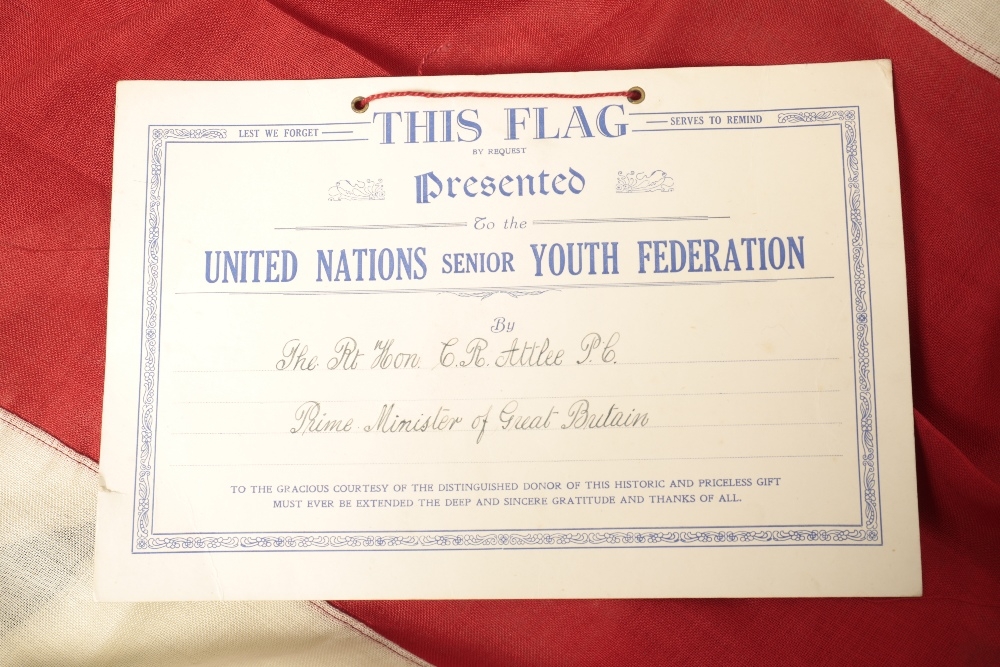 LEST WE FORGET THIS FLAG SERVES TO REMIND
BY REQUEST
Presented
To the
UNITED NATIONS SENIOR YOUTH FEDERATION
By
The Rt Hon. C. R. Attlee P.C.
Prime Minister of Great Britain
TO THE GRACIOUS COURTESY OF THE DISTINGUISHED DONOR OF THIS HISTORIC AND PRICELESS GIFT
MUST EVER BE EXTENDED THE DEEP AND SINCERE GRATITUDE AND THANKS OF ALL.